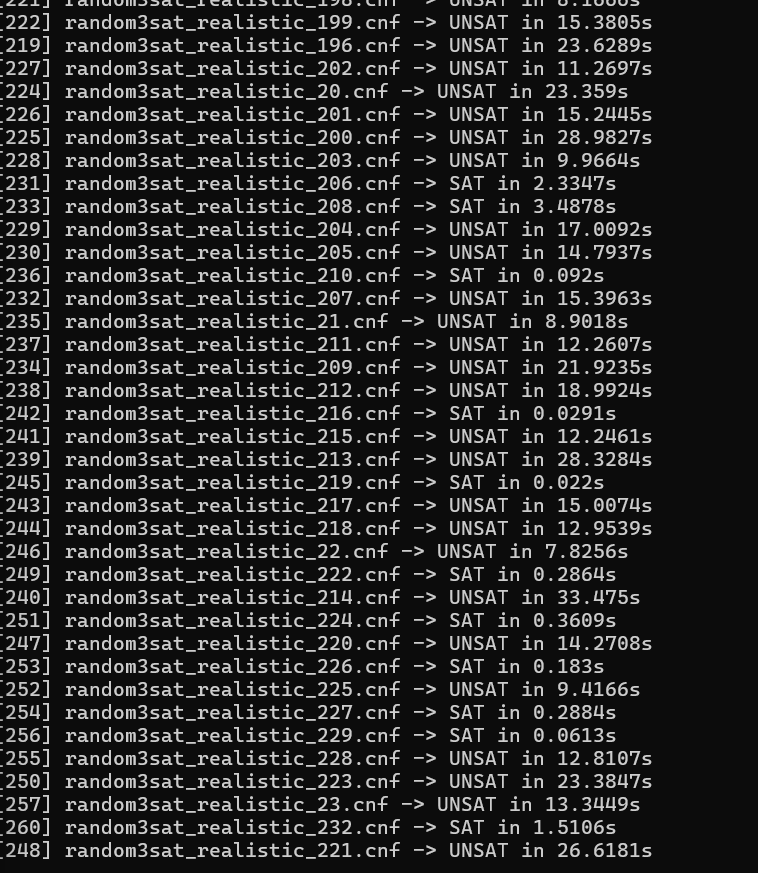 [221] random3sat_realistic_198.cnf -> UNSAT in
[222] random3sat_realistic_199.cnf -> UNSAT in 15.3805s
[219] random3sat_realistic_196.cnf -> UNSAT in 23.6289s
[227] random3sat_realistic_202.cnf -> UNSAT in 11.2697s
[224] random3sat_realistic_20.cnf -> UNSAT in 23.359s
[226] random3sat_realistic_201.cnf -> UNSAT in 15.2445s
[225] random3sat_realistic_200.cnf -> UNSAT in 28.9827s
[228] random3sat_realistic_203.cnf -> UNSAT in 9.9664s
[231] random3sat_realistic_206.cnf -> SAT in 2.3347s
[233] random3sat_realistic_208.cnf -> SAT in 3.4878s
[229] random3sat_realistic_204.cnf -> UNSAT in 17.0092s
[230] random3sat_realistic_205.cnf -> UNSAT in 14.7937s
[236] random3sat_realistic_210.cnf -> SAT in 0.092s
[232] random3sat_realistic_207.cnf -> UNSAT in 15.3963s
[235] random3sat_realistic_21.cnf -> UNSAT in 8.9018s
[237] random3sat_realistic_211.cnf -> UNSAT in 12.2607s
[234] random3sat_realistic_209.cnf -> UNSAT in 21.9235s
[238] random3sat_realistic_212.cnf -> UNSAT in 18.9924s
[242] random3sat_realistic_216.cnf -> SAT in 0.0291s
[241] random3sat_realistic_215.cnf -> UNSAT in 12.2461s
[239] random3sat_realistic_213.cnf -> UNSAT in 28.3284s
[245] random3sat_realistic_219.cnf -> SAT in 0.022s
[243] random3sat_realistic_217.cnf -> UNSAT in 15.0074s
[244] random3sat_realistic_218.cnf -> UNSAT in 12.9539s
[246] random3sat_realistic_22.cnf -> UNSAT in 7.8256s
[249] random3sat_realistic_222.cnf -> SAT in 0.2864s
[240] random3sat_realistic_214.cnf -> UNSAT in 33.475s
[251] random3sat_realistic_224.cnf -> SAT in 0.3609s
[247] random3sat_realistic_220.cnf -> UNSAT in 14.2708s
[253] random3sat_realistic_226.cnf -> SAT in 0.183s
[252] random3sat_realistic_225.cnf -> UNSAT in 9.4166s
[254] random3sat_realistic_227.cnf -> SAT in 0.2884s
[256] random3sat_realistic_229.cnf -> SAT in 0.0613s
[255] random3sat_realistic_228.cnf -> UNSAT in 12.8107s
[250] random3sat_realistic_223.cnf -> UNSAT in 23.3847s
[257] random3sat_realistic_23.cnf -> UNSAT in 13.3449s
[260] random3sat_realistic_232.cnf -> SAT in 1.5106s
[248] random3sat_realistic_221.cnf -> UNSAT in 26.6181s